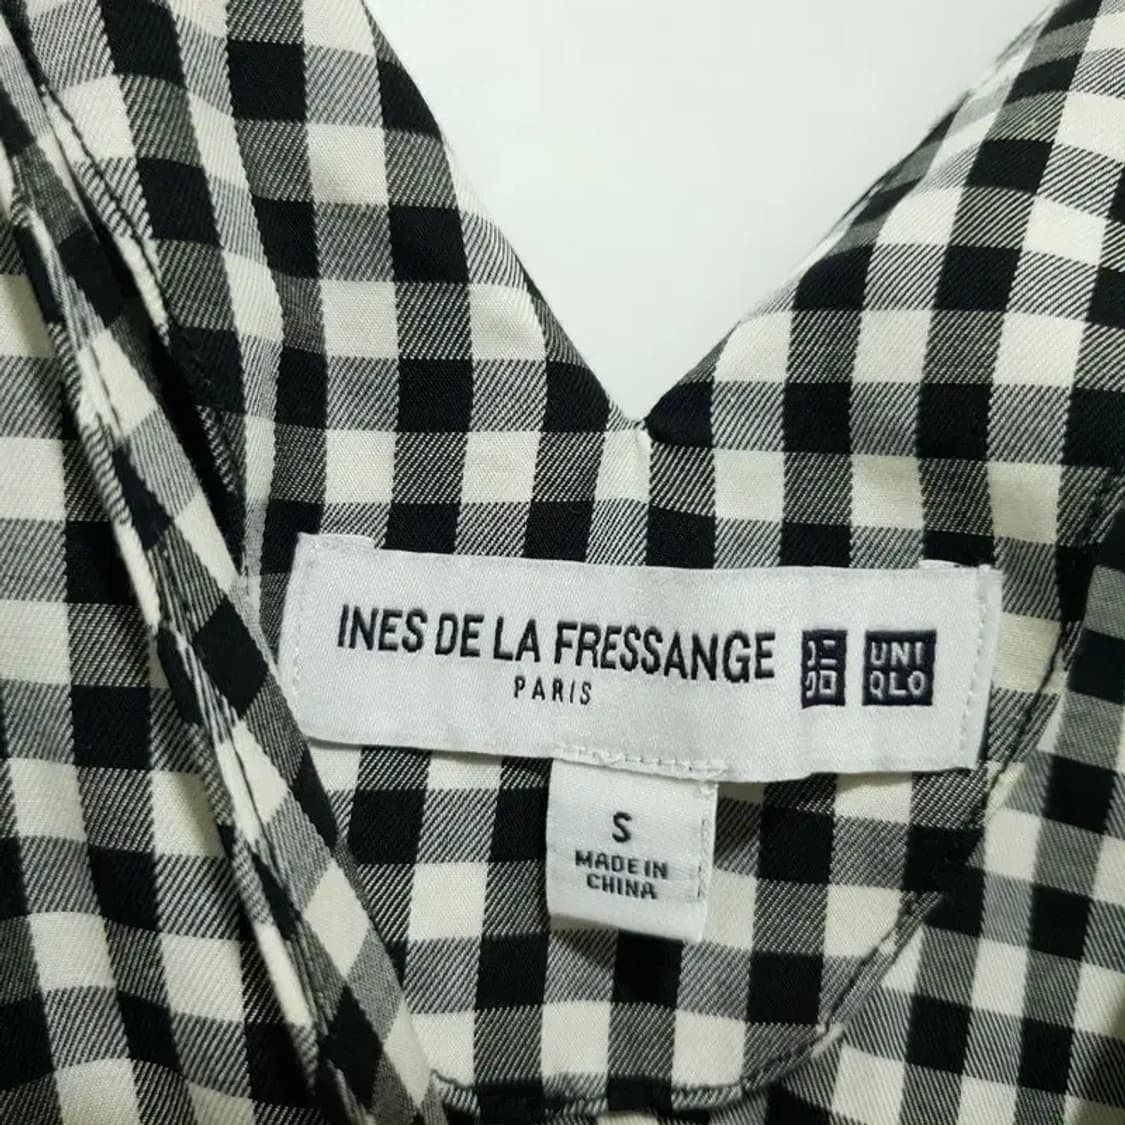 INES DE LA FRESSANGE
PARIS
ユニ
クロ
UNI
QLO
S
MADE IN
CHINA